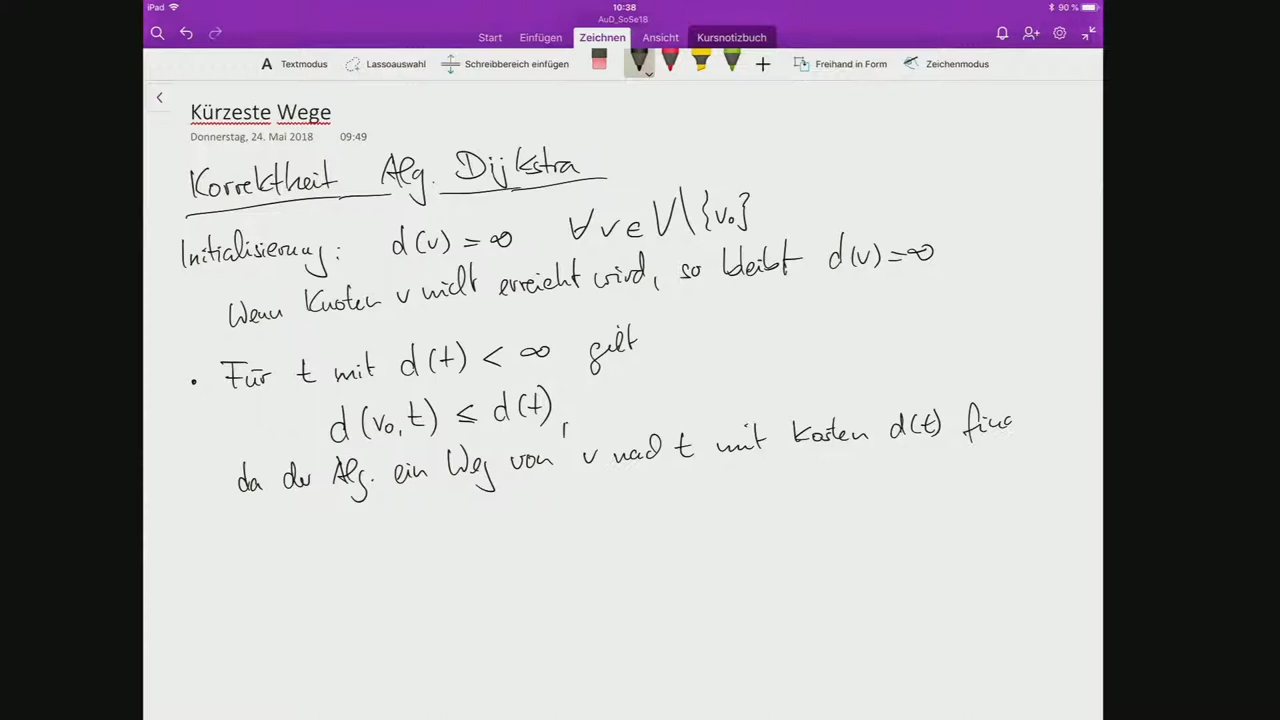 iPad 10:38 90 %
AuD_SoSe18
Start Einfügen Zeichnen Ansicht Kursnotizbuch
Textmodus Lassoauswahl Schreibbereich einfügen Freihand in Form Zeichenmodus
Kürzeste Wege
Donnerstag, 24. Mai 2018 09:49
Korrektheit Alg. Dijkstra
Initialisierung: d(v) = ∞ ∀ v ∈ V \ {v₀}
Wenn Knoten v nicht erreicht wird, so bleibt d(v) = ∞
• Für t mit d(t) < ∞ gilt
d(v₀, t) ≤ d(t),
da der Alg. ein Weg von v nach t mit Kosten d(t) find